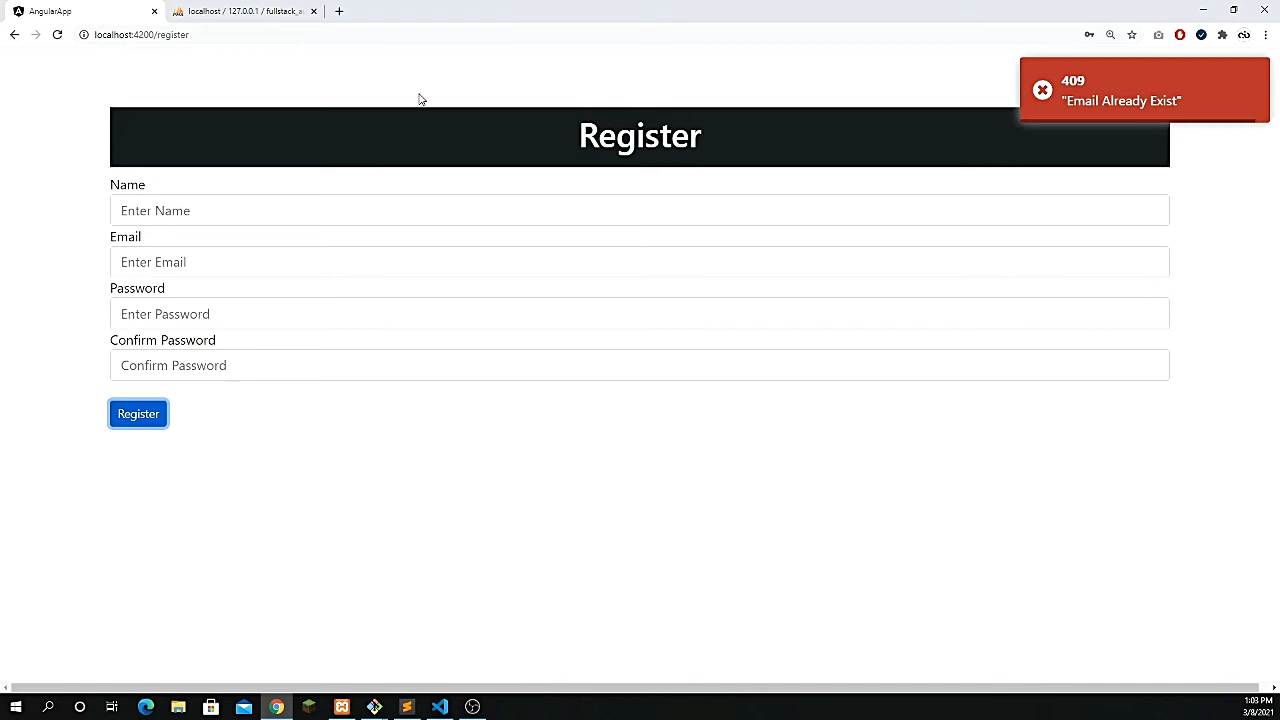 AngularApp
localhost / 127.0.0.1 / fullstack_a
localhost:4200/register
409
"Email Already Exist"
Register
Name
Enter Name
Email
Enter Email
Password
Enter Password
Confirm Password
Confirm Password
Register
1:03 PM
3/8/2021